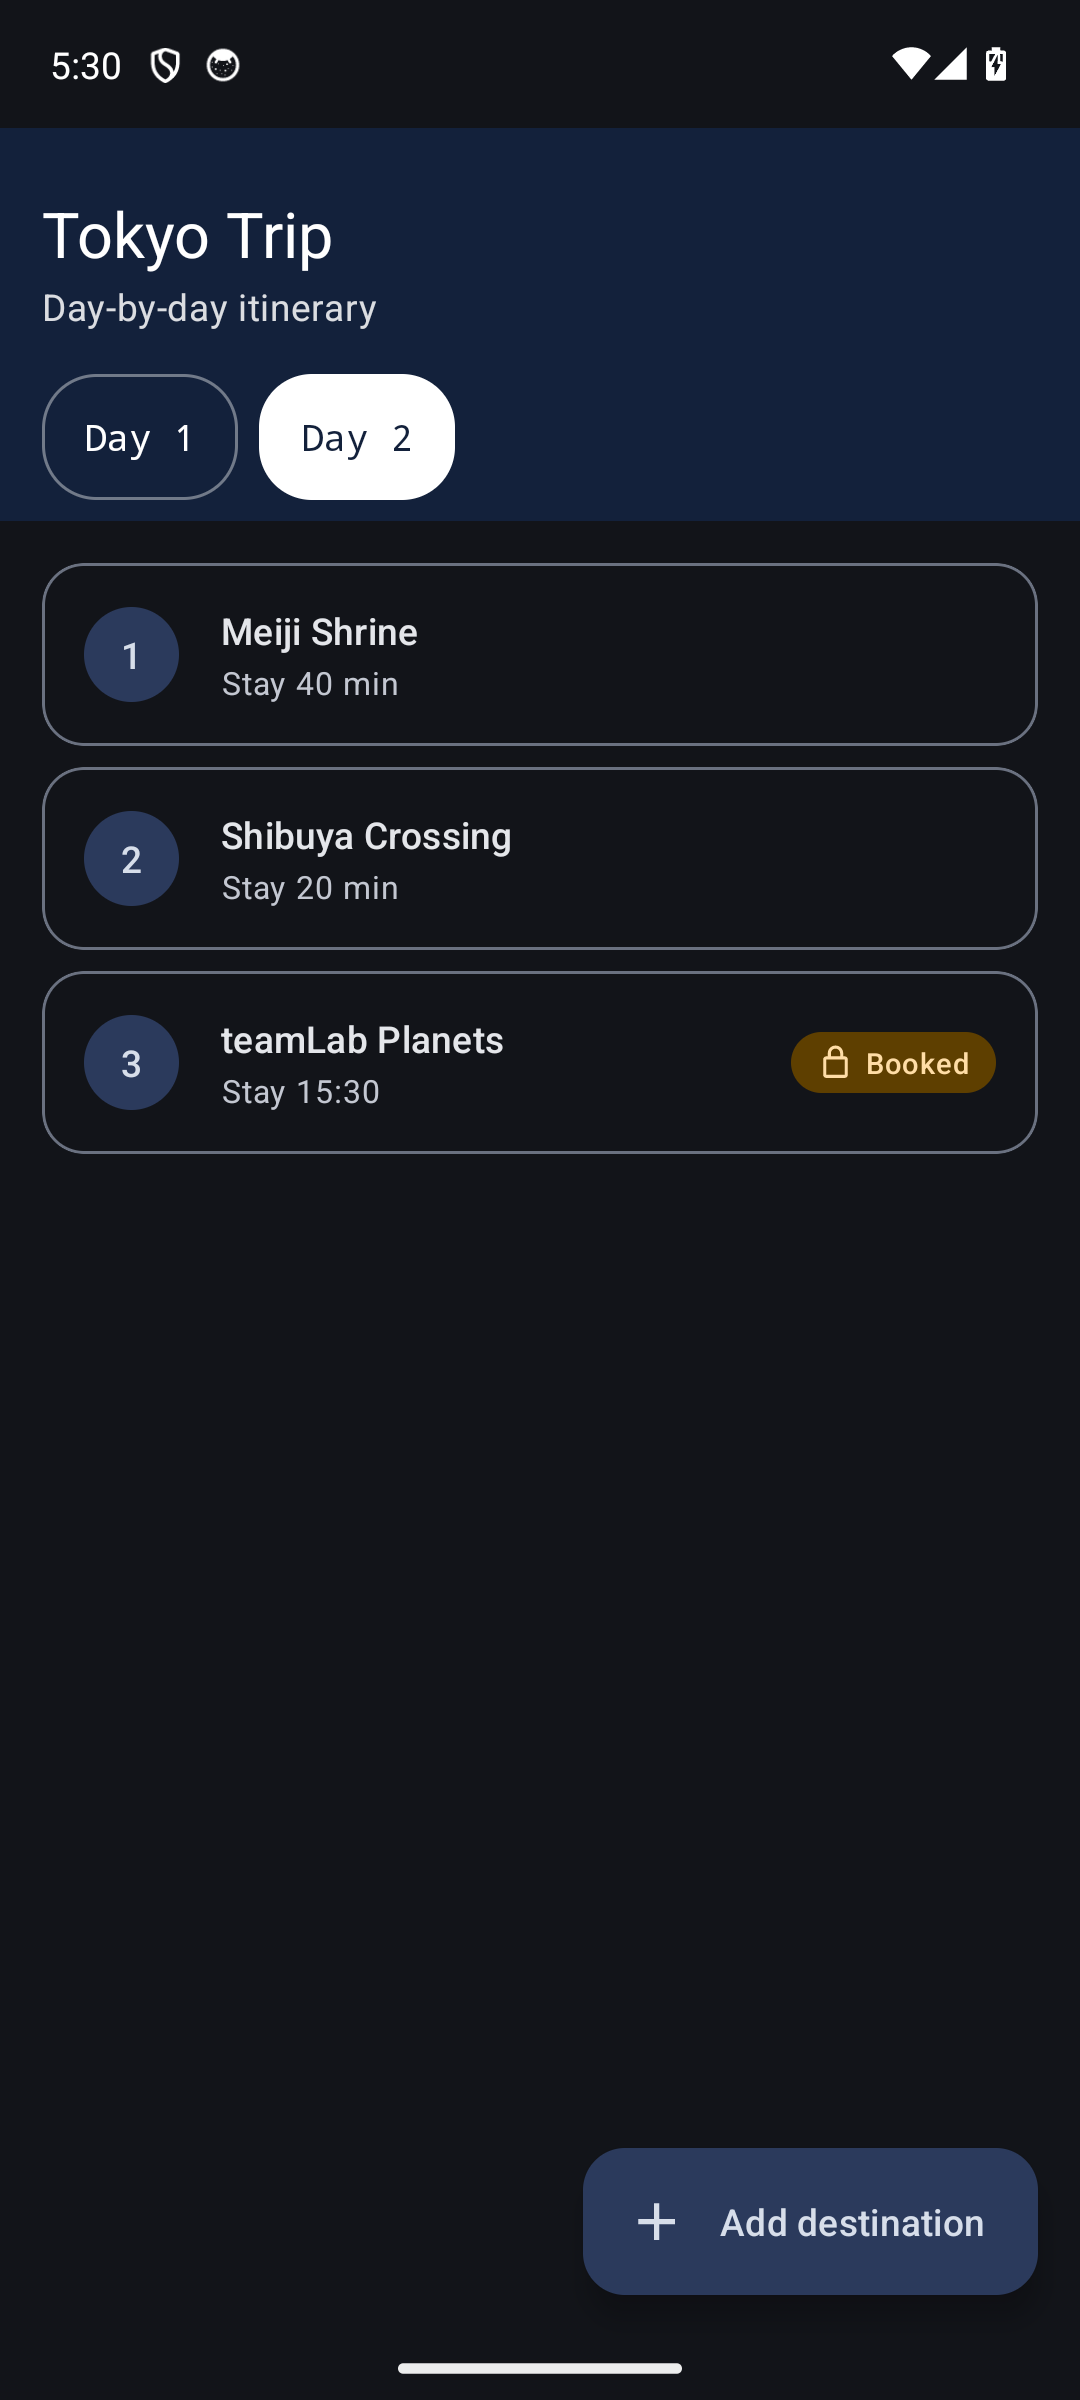 5:30
Tokyo Trip
Day-by-day itinerary
Day 1
Day 2
1
Meiji Shrine
Stay 40 min
2
Shibuya Crossing
Stay 20 min
3
teamLab Planets
Stay 15:30
Booked
Add destination